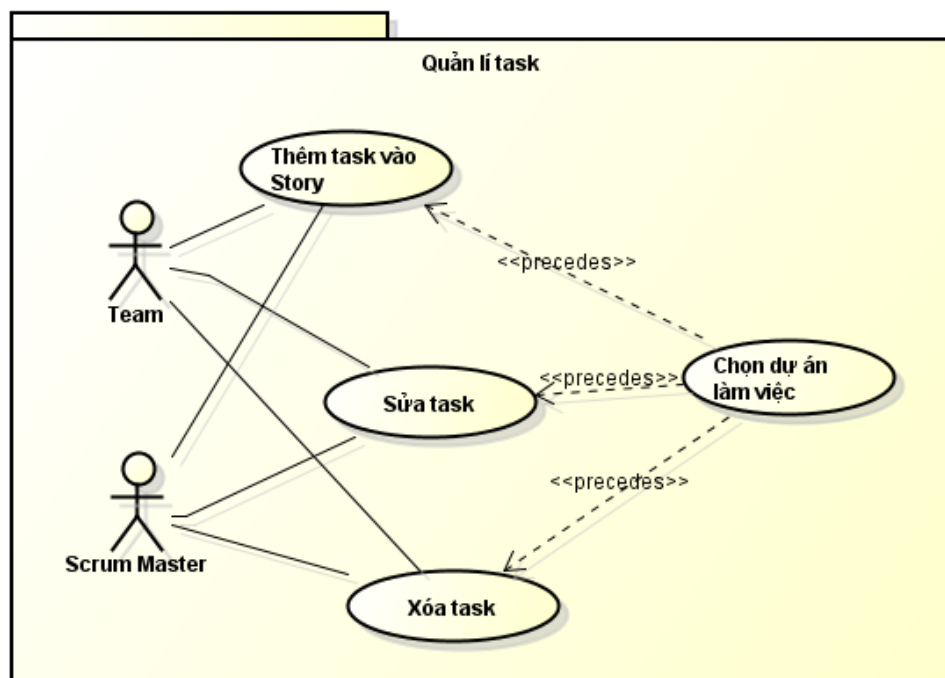 Quản lí task
Thêm task vào
Story
<<precedes>>
Team
Chọn dự án
làm việc
<<precedes>>
Sửa task
<<precedes>>
Scrum Master
Xóa task